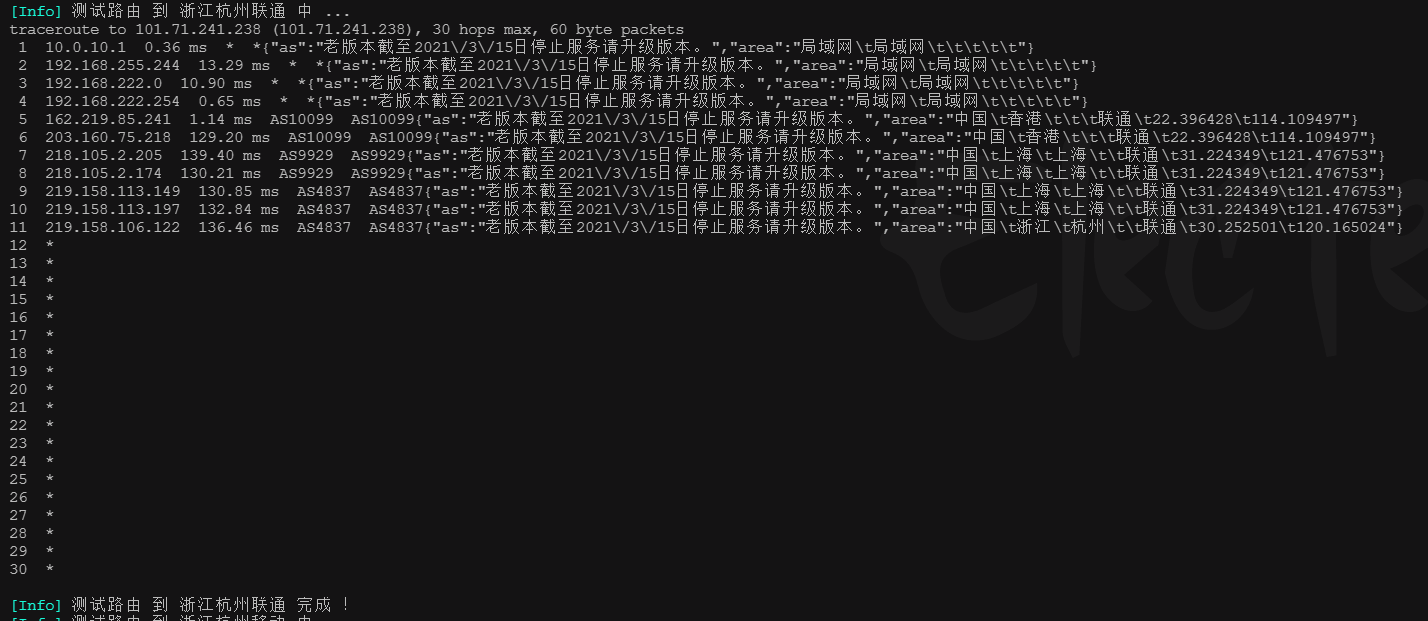 [Info] 测试路由 到 浙江杭州联通 中 ...
traceroute to 101.71.241.238 (101.71.241.238), 30 hops max, 60 byte packets
1  10.0.10.1  0.36 ms  *  *{"as":"老版本截至2021\/3\/15日停止服务请升级版本。","area":"局域网\t局域网\t\t\t\t\t"}
2  192.168.255.244  13.29 ms  *  *{"as":"老版本截至2021\/3\/15日停止服务请升级版本。","area":"局域网\t局域网\t\t\t\t\t"}
3  192.168.222.0  10.90 ms  *  *{"as":"老版本截至2021\/3\/15日停止服务请升级版本。","area":"局域网\t局域网\t\t\t\t\t"}
4  192.168.222.254  0.65 ms  *  *{"as":"老版本截至2021\/3\/15日停止服务请升级版本。","area":"局域网\t局域网\t\t\t\t\t"}
5  162.219.85.241  1.14 ms  AS10099  AS10099{"as":"老版本截至2021\/3\/15日停止服务请升级版本。","area":"中国\t香港\t\t\t联通\t22.396428\t114.109497"}
6  203.160.75.218  129.20 ms  AS10099  AS10099{"as":"老版本截至2021\/3\/15日停止服务请升级版本。","area":"中国\t香港\t\t\t联通\t22.396428\t114.109497"}
7  218.105.2.205  139.40 ms  AS9929  AS9929{"as":"老版本截至2021\/3\/15日停止服务请升级版本。","area":"中国\t上海\t上海\t\t联通\t31.224349\t121.476753"}
8  218.105.2.174  130.21 ms  AS9929  AS9929{"as":"老版本截至2021\/3\/15日停止服务请升级版本。","area":"中国\t上海\t上海\t\t联通\t31.224349\t121.476753"}
9  219.158.113.149  130.85 ms  AS4837  AS4837{"as":"老版本截至2021\/3\/15日停止服务请升级版本。","area":"中国\t上海\t上海\t\t联通\t31.224349\t121.476753"}
10  219.158.113.197  132.84 ms  AS4837  AS4837{"as":"老版本截至2021\/3\/15日停止服务请升级版本。","area":"中国\t上海\t上海\t\t联通\t31.224349\t121.476753"}
11  219.158.106.122  136.46 ms  AS4837  AS4837{"as":"老版本截至2021\/3\/15日停止服务请升级版本。","area":"中国\t浙江\t杭州\t\t联通\t30.252501\t120.165024"}
12  *
13  *
14  *
15  *
16  *
17  *
18  *
19  *
20  *
21  *
22  *
23  *
24  *
25  *
26  *
27  *
28  *
29  *
30  *
[Info] 测试路由 到 浙江杭州联通 完成 !
[Info] 测试路由 到 浙江杭州移动 中